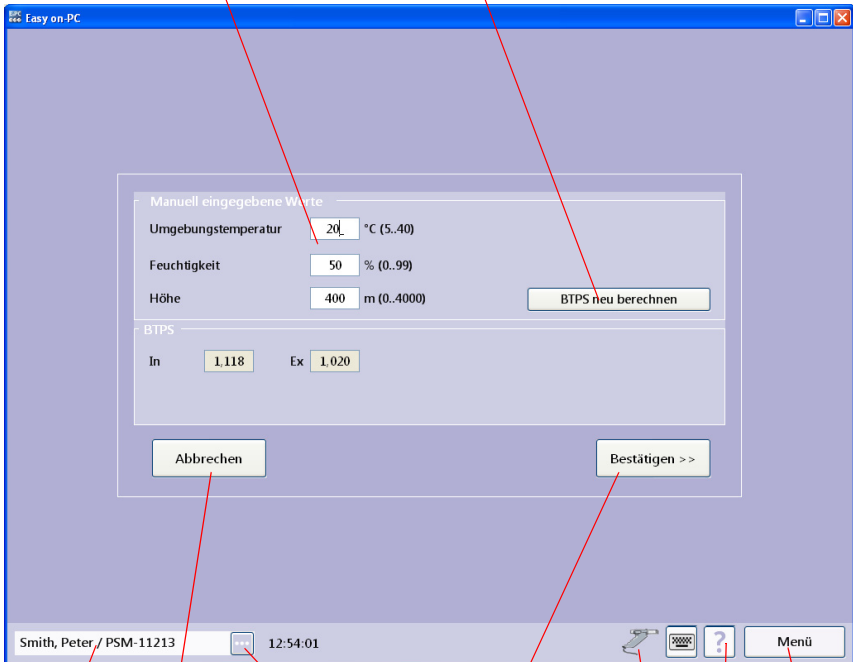 Easy on-PC
Manuell eingegebene Werte
Umgebungstemperatur 20 °C (5..40)
Feuchtigkeit 50 % (0..99)
Höhe 400 m (0..4000) BTPS neu berechnen
BTPS
In 1,118 Ex 1,020
Abbrechen Bestätigen >>
Smith, Peter / PSM-11213 ... 12:54:01 ? Menü